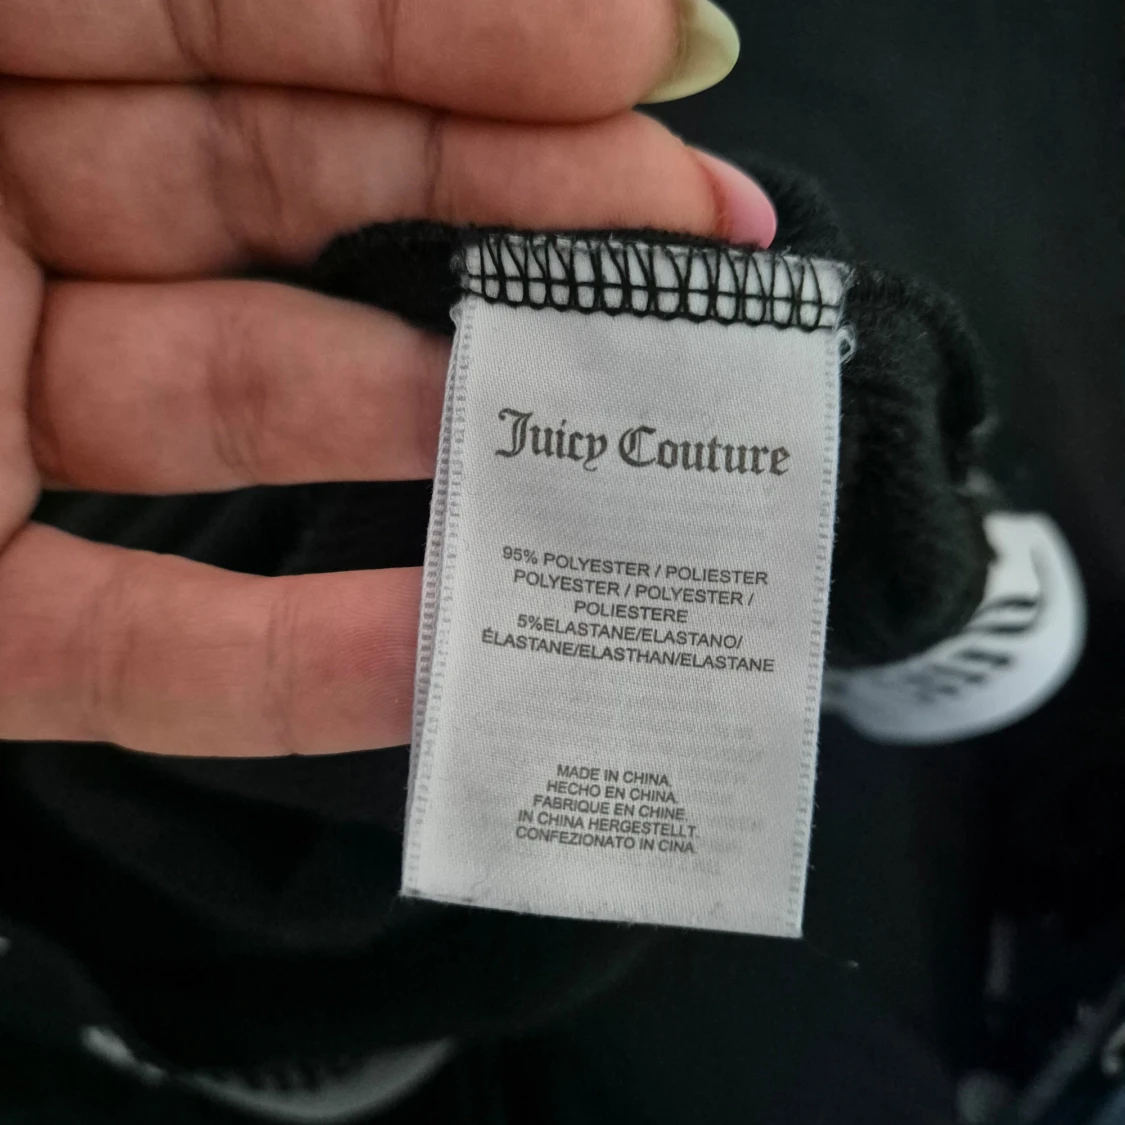 Juicy Couture
95% POLYESTER / POLIESTER
POLYESTER / POLYESTER /
POLIESTERE
5%ELASTANE/ELASTANO/
ÉLASTANE/ELASTHAN/ELASTANE
MADE IN CHINA.
HECHO EN CHINA.
FABRIQUE EN CHINE.
IN CHINA HERGESTELLT.
CONFEZIONATO IN CINA.